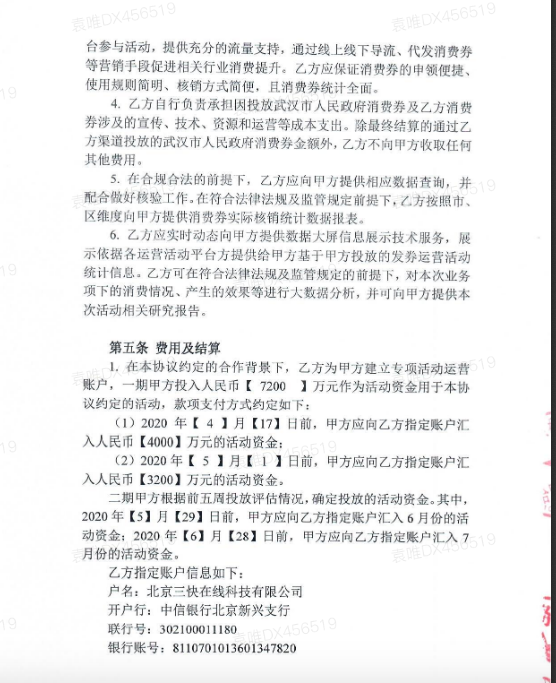 台参与活动，提供充分的流量支持，通过线上线下导流、代发消费券
等营销手段促进相关行业消费提升。乙方应保证消费券的申领便捷、
使用规则简明、核销方式简便，且消费券统计全面。
4. 乙方自行负责承担因投放武汉市人民政府消费券及乙方消费
券涉及的宣传、技术、资源和运营等成本支出。除最终结算的通过乙
方渠道投放的武汉市人民政府消费券金额外，乙方不向甲方收取任何
其他费用。
5. 在合规合法的前提下，乙方应向甲方提供相应数据查询，并
配合做好核验工作。在符合法律法规及监管规定前提下，乙方按照市、
区维度向甲方提供消费券实际核销统计数据报表。
6. 乙方应实时动态向甲方提供数据大屏信息展示技术服务，展
示依据各运营活动平台方提供给甲方基于甲方投放的发券运营活动
统计信息。乙方可在符合法律法规及监管规定的前提下，对本次业务
项下的消费情况、产生的效果等进行大数据分析，并可向甲方提供本
次活动相关研究报告。
第五条 费用及结算
1. 在本协议约定的合作背景下，乙方为甲方建立专项活动运营
账户，一期甲方投入人民币【 7200 】万元作为活动资金用于本协
议约定的活动，款项支付方式约定如下：
（1）2020 年【 4 】月【17】日前，甲方应向乙方指定账户汇
入人民币【4000】万元的活动资金；
（2）2020 年【 5 】月【 1 】日前，甲方应向乙方指定账户汇
入人民币【3200】万元的活动资金。
二期甲方根据前五周投放评估情况，确定投放的活动资金。其中，
2020 年【5】月【29】日前，甲方应向乙方指定账户汇入 6 月份的活
动资金；2020 年【6】月【28】日前，甲方应向乙方指定账户汇入 7
月份的活动资金。
乙方指定账户信息如下：
户名：北京三快在线科技有限公司
开户行：中信银行北京新兴支行
联行号：302100011180
银行账号：8110701013601347820
袁唯DX456519